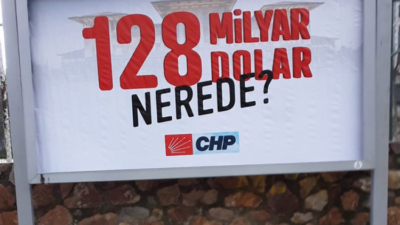 128 MİLYAR
DOLAR
NEREDE?
CHP